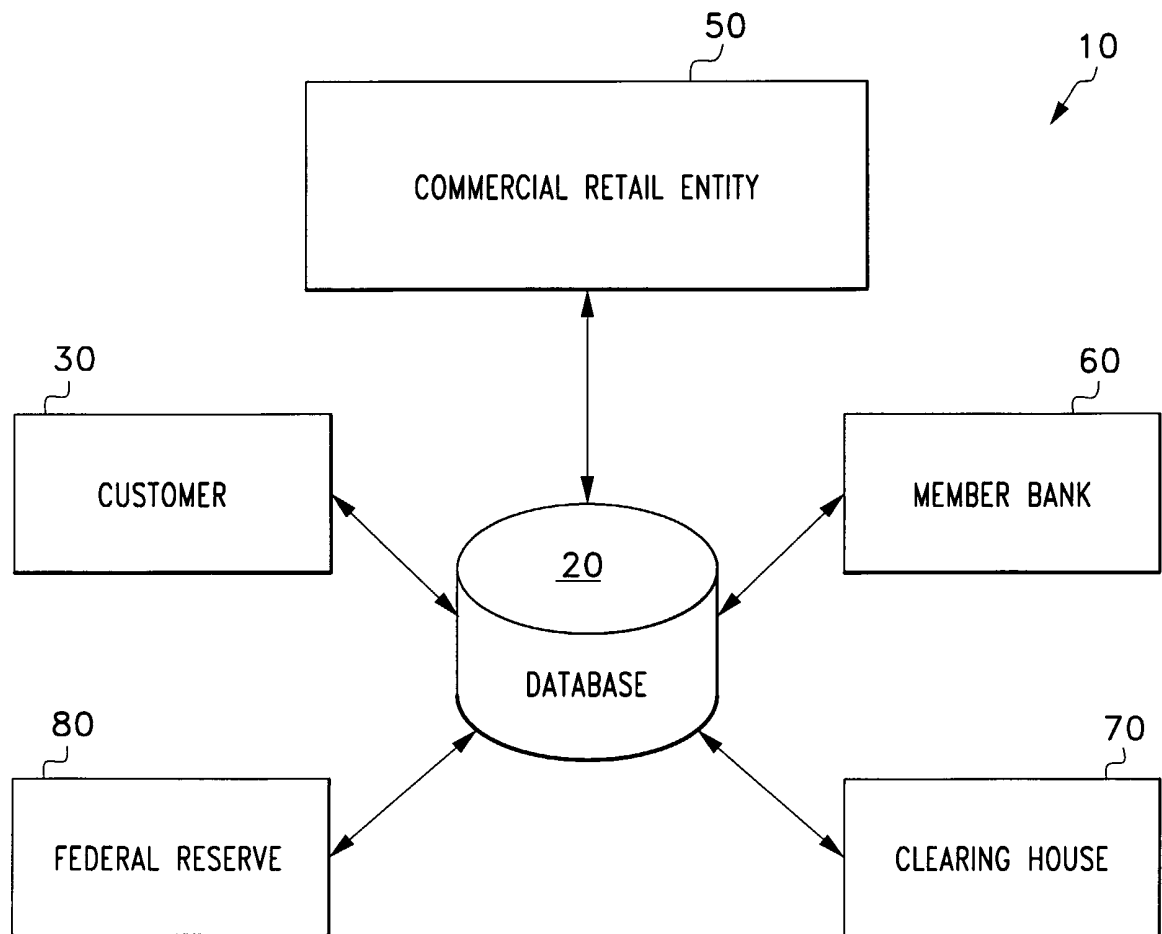 50
10
COMMERCIAL RETAIL ENTITY
30
60
CUSTOMER
MEMBER BANK
20
DATABASE
80
70
FEDERAL RESERVE
CLEARING HOUSE